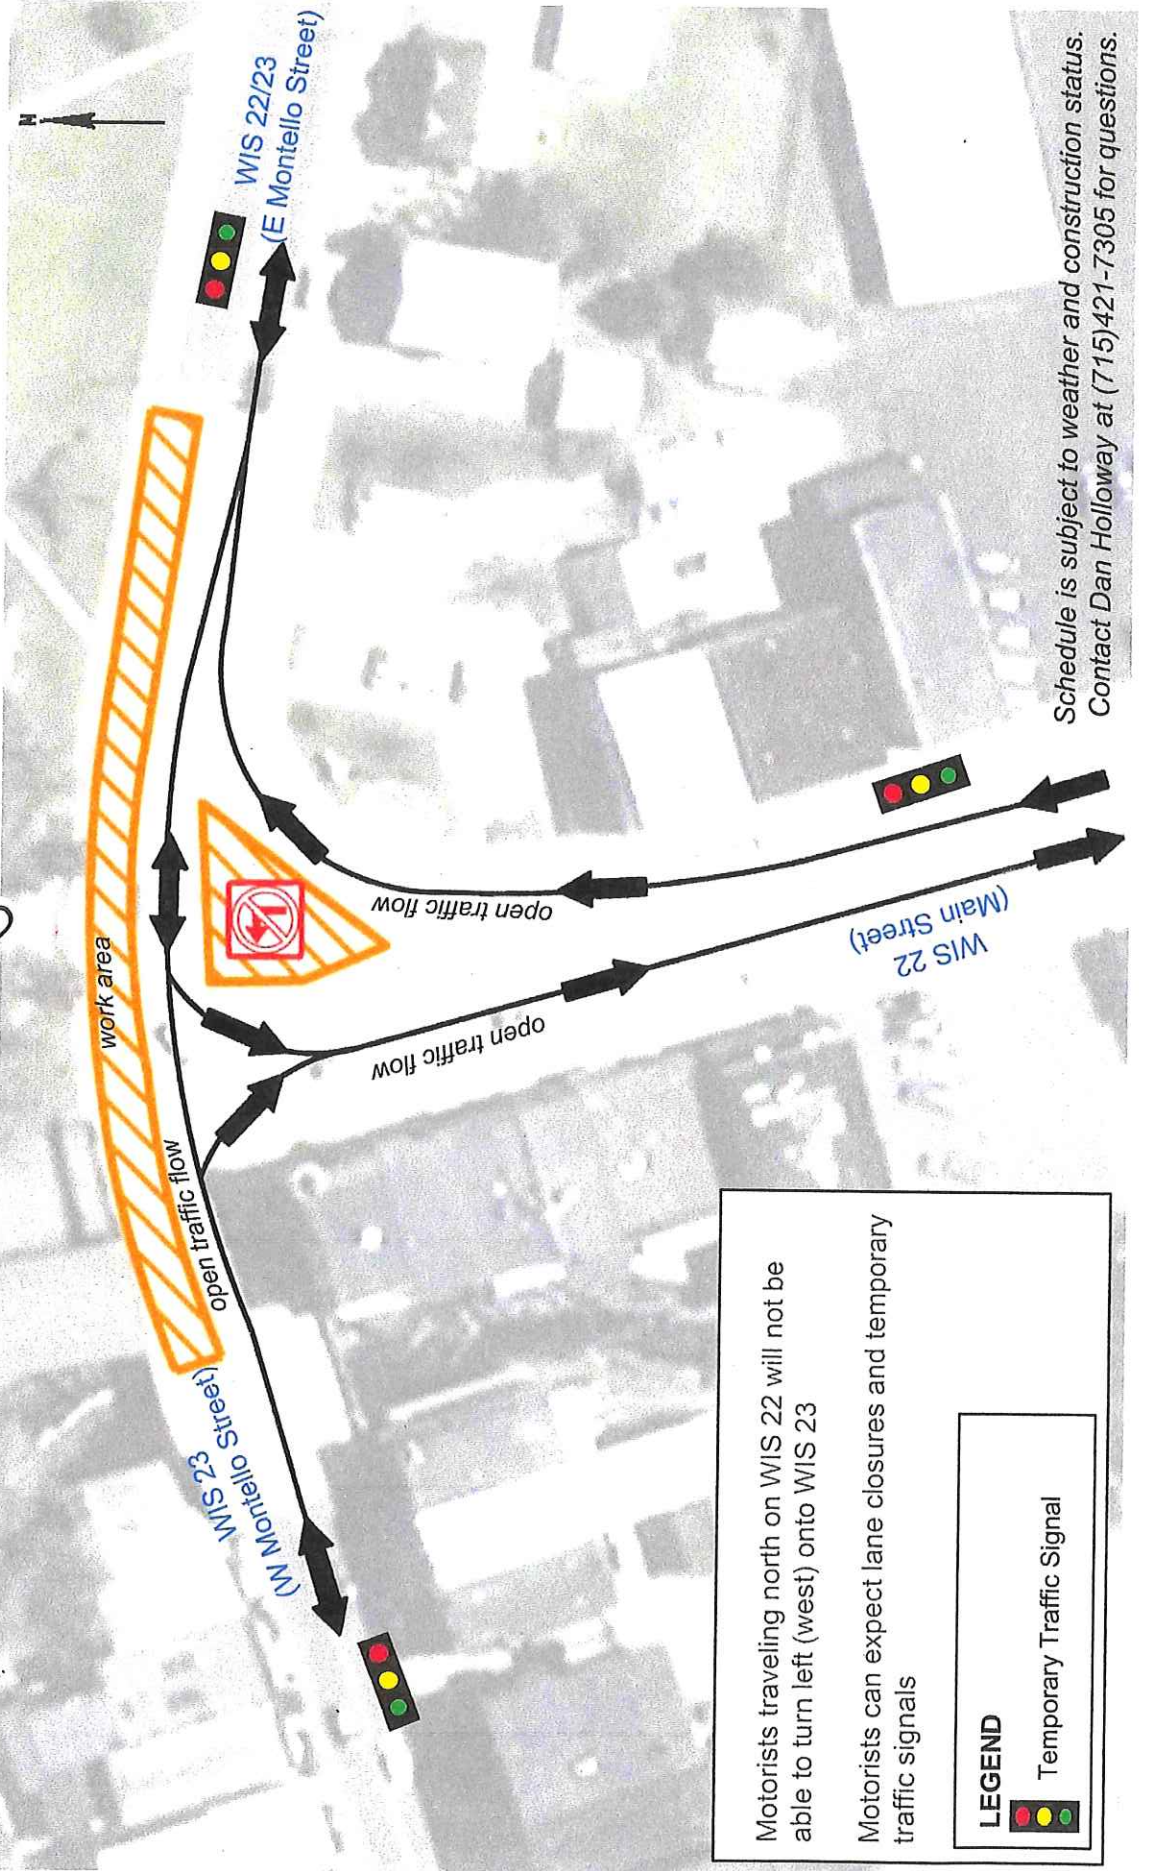 N
WIS 22/23
(E Montello Street)
work area
open traffic flow
WIS 23
(W Montello Street)
open traffic flow
open traffic flow
WIS 22
(Main Street)
Motorists traveling north on WIS 22 will not be
able to turn left (west) onto WIS 23
Motorists can expect lane closures and temporary
traffic signals
LEGEND
Temporary Traffic Signal
Schedule is subject to weather and construction status.
Contact Dan Holloway at (715)421-7305 for questions.